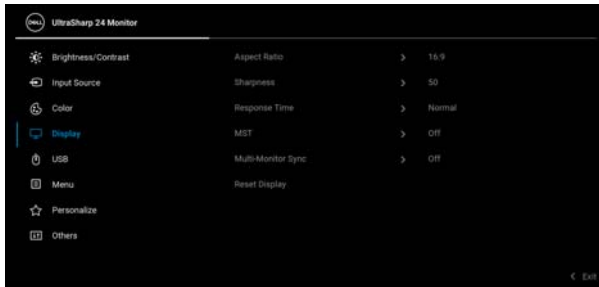 DELL UltraSharp 24 Monitor
Brightness/Contrast Aspect Ratio > 16:9
Input Source Sharpness > 50
Color Response Time > Normal
Display MST > Off
USB Multi-Monitor Sync > Off
Menu Reset Display
Personalize
Others
< Exit